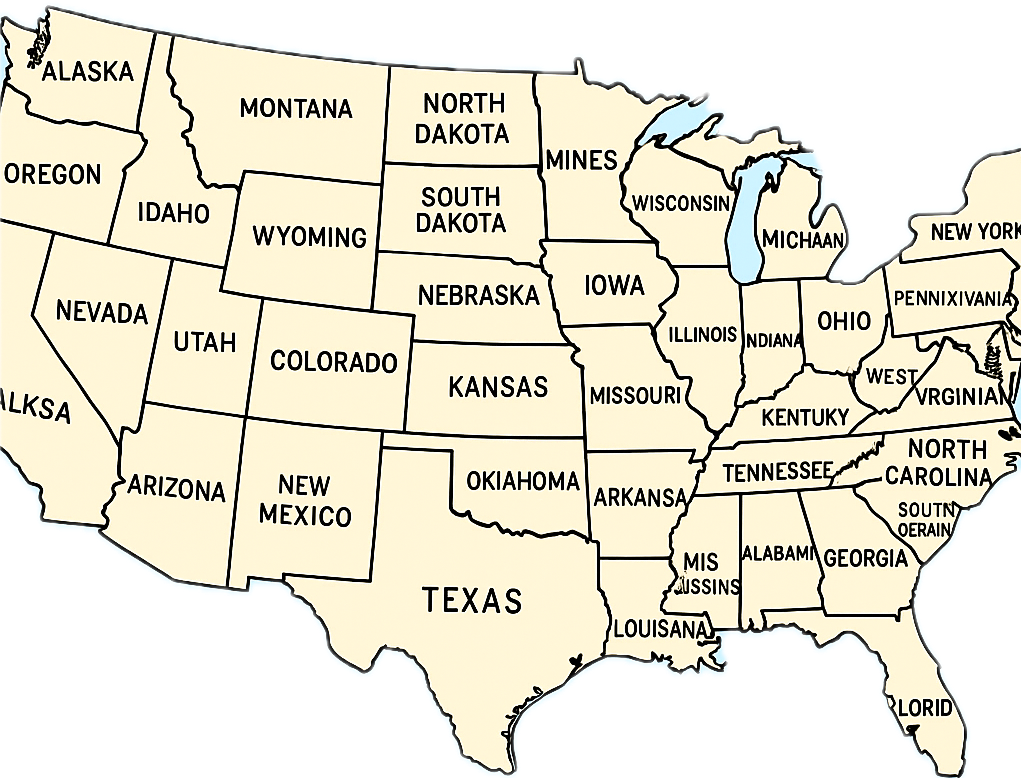 ALASKA
MONTANA
NORTH
DAKOTA
MINES
OREGON
IDAHO
WYOMING
SOUTH
DAKOTA
WISCONSIN
MICHAAN
NEW YORK
NEVADA
UTAH
COLORADO
NEBRASKA
IOWA
ILLINOIS
NDIANA
OHIO
PENNIXIVANIA
ALKSA
KANSAS
MISSOURI
KENTUKY
WEST
VRGINIAN
ARIZONA
NEW
MEXICO
OKIAHOMA
ARKANSA
TENNESSEE
NORTH
CAROLINA
SOUTN
OERAIN
TEXAS
LOUISANA
MIS
USSINS
ALABAMI
GEORGIA
LORID